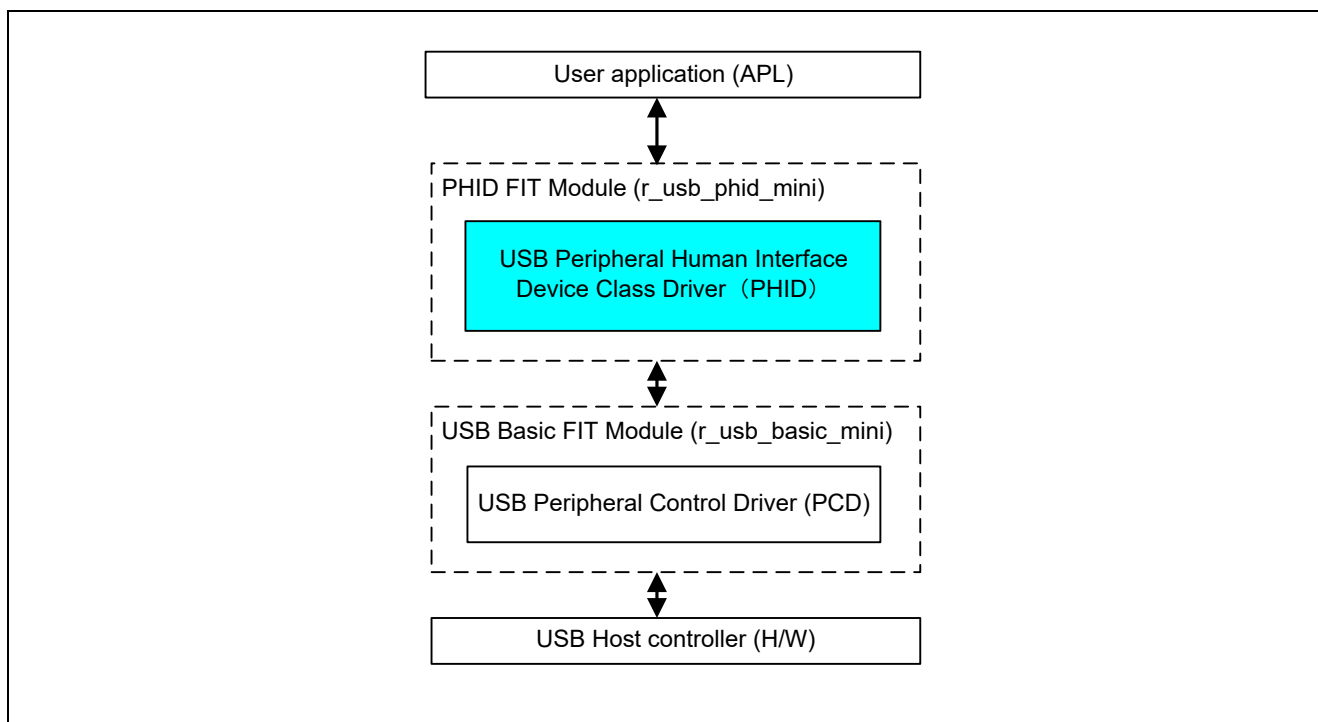 User application (APL)
PHID FIT Module (r_usb_phid_mini)
USB Peripheral Human Interface
Device Class Driver（PHID）
USB Basic FIT Module (r_usb_basic_mini)
USB Peripheral Control Driver (PCD)
USB Host controller (H/W)